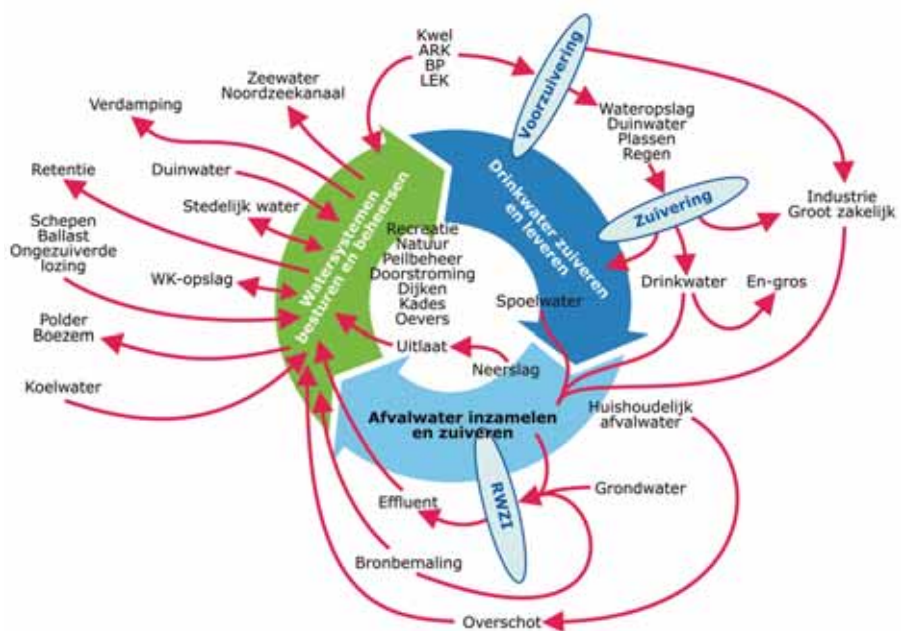 Kwel
ARK
BP
LEK
Voorzuivering
Zeewater
Noordzeekanaal
Verdamping
Wateropslag
Duinwater
Plassen
Regen
Retentie
Duinwater
Drinkwater zuiveren
en leveren
Zuivering
Industrie
Groot zakelijk
Stedelijk water
Schepen
Ballast
Ongezuiverde
lozing
Watersystemen
besturen en beheersen
Recreatie
Natuur
Peilbeheer
Doorstroming
Dijken
Kades
Oevers
WK-opslag
Drinkwater
En-gros
Spoelwater
Polder
Boezem
Uitlaat
Neerslag
Koelwater
Afvalwater inzamelen
en zuiveren
Huishoudelijk
afvalwater
RWZI
Effluent
Grondwater
Bronbemaling
Overschot